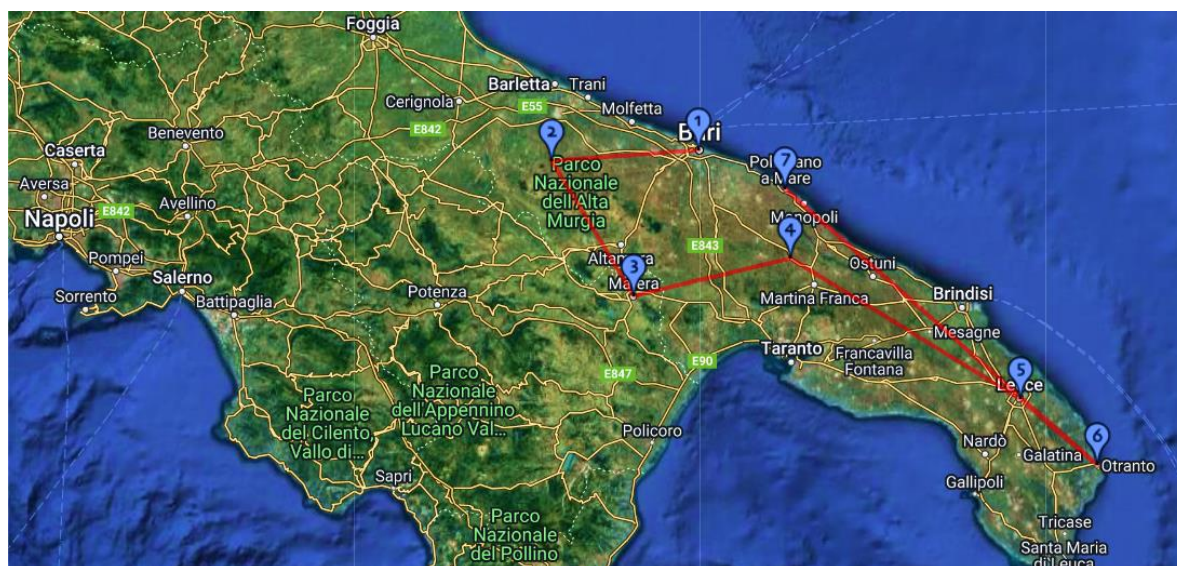 Foggia
Barletta
Trani
Cerignola
E55
Molfetta
E842
1
Bari
2
Benevento
Caserta
Parco
Nazionale
dell'Alta
Murgia
7
Polignano
a Mare
Aversa
E842
Avellino
Napoli
Monopoli
4
E843
Altamura
Pompei
3
Matera
Salerno
Ostuni
Sorrento
Battipaglia
Potenza
Martina Franca
Brindisi
Mesagne
Taranto
Francavilla
Fontana
E90
E847
5
Lecce
Parco
Nazionale
dell'Appennino
Lucano Val...
Parco
Nazionale
del Cilento,
Vallo di...
Policoro
6
Nardò
Galatina
Otranto
Sapri
Gallipoli
Parco
Nazionale
del Pollino
Tricase
Santa Maria
di Leuca